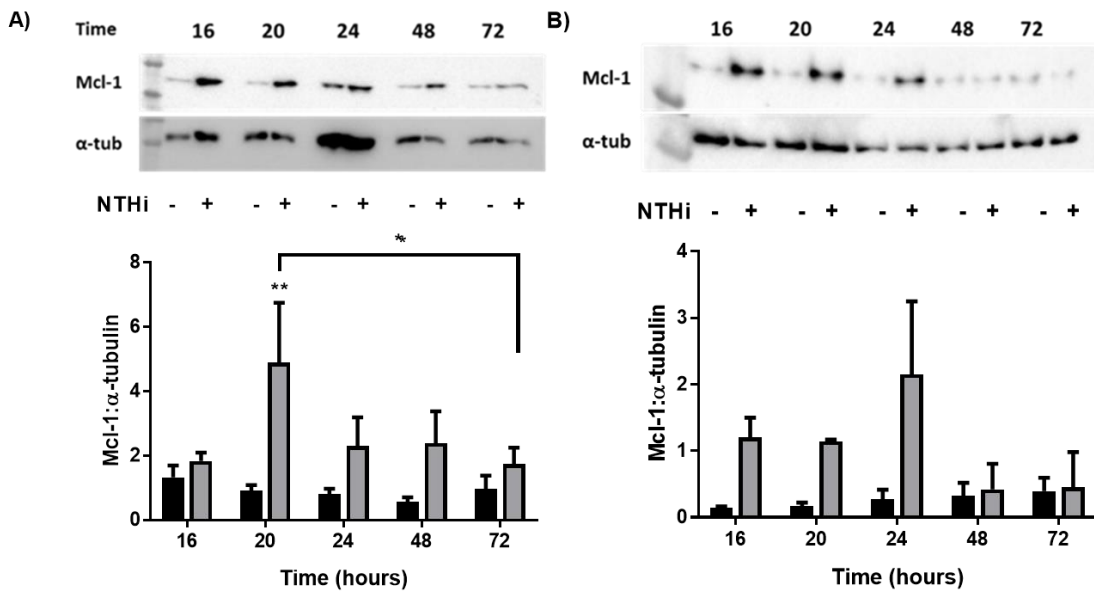 A)
Time 16 20 24 48 72
Mcl-1
α-tub
NTHi - + - + - + - + - +
*
**
8
6
4
2
0
Mcl-1:α-tubulin
16 20 24 48 72
Time (hours)
B)
16 20 24 48 72
Mcl-1
α-tub
NTHi - + - + - + - + - +
4
3
2
1
0
Mcl-1:α-tubulin
16 20 24 48 72
Time (hours)